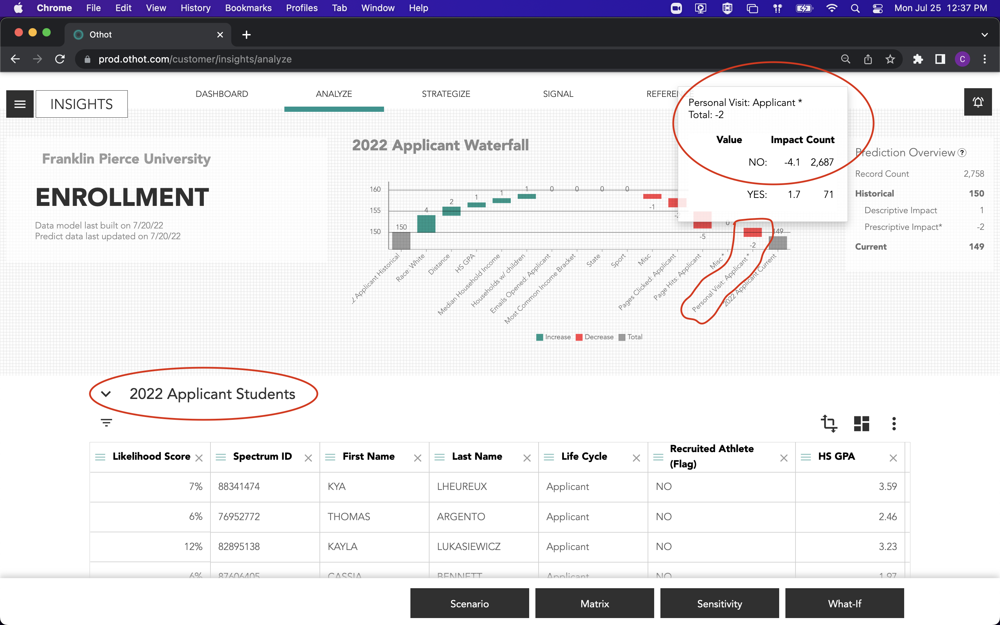 Chrome File Edit View History Bookmarks Profiles Tab Window Help Mon Jul 25 12:37 PM
Othot
prod.othot.com/customer/insights/analyze
C
INSIGHTS
DASHBOARD ANALYZE STRATEGIZE SIGNAL REFERENCE
Personal Visit: Applicant *
Total: -2
Value Impact Count
NO: -4.1 2,687
YES: 1.7 71
Franklin Pierce University
ENROLLMENT
Data model last built on 7/20/22
Predict data last updated on 7/20/22
2022 Applicant Waterfall
160
155
150
150
4
2
1
1
1
0
0
0
0
-1
-2
-5
0
-2
149
2 Applicant Historical
Race: White
Distance
HS GPA
Median Household Income
Households w/ children
Emails Opened: Applicant
Most Common Income Bracket
State
Sport
Misc
Pages Clicked: Applicant
Page Hits: Applicant
Misc *
Personal Visit: Applicant *
2022 Applicant Current
Increase Decrease Total
Prediction Overview ?
Record Count 2,758
Historical 150
Descriptive Impact 1
Prescriptive Impact* -2
Current 149
2022 Applicant Students
Likelihood Score Spectrum ID First Name Last Name Life Cycle Recruited Athlete (Flag) HS GPA
7% 88341474 KYA LHEUREUX Applicant NO 3.59
6% 76952772 THOMAS ARGENTO Applicant NO 2.46
12% 82895138 KAYLA LUKASIEWICZ Applicant NO 3.23
6% 87606405 CASSIA BENNETT Applicant NO 1.97
Scenario Matrix Sensitivity What-If